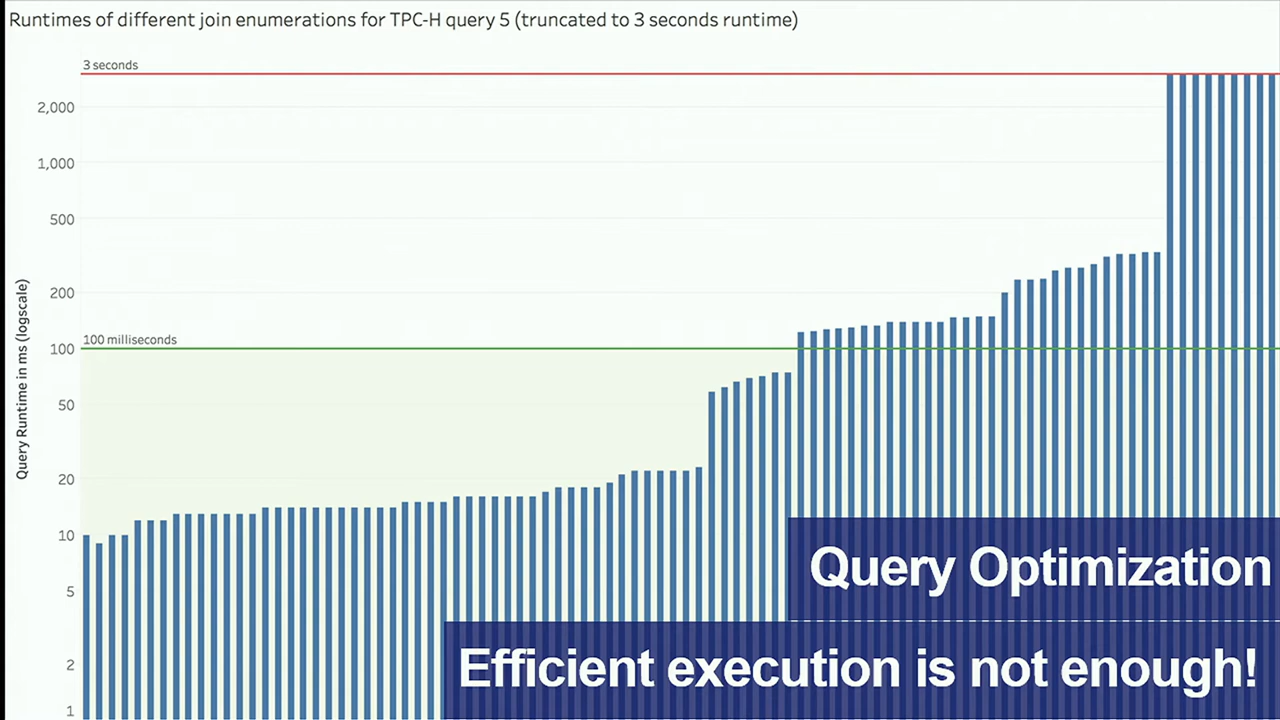 Runtimes of different join enumerations for TPC-H query 5 (truncated to 3 seconds runtime)
3 seconds
2,000
1,000
500
200
100 milliseconds
100
50
20
10
5
2
1
Query Runtime in ms (logscale)
Query Optimization
Efficient execution is not enough!